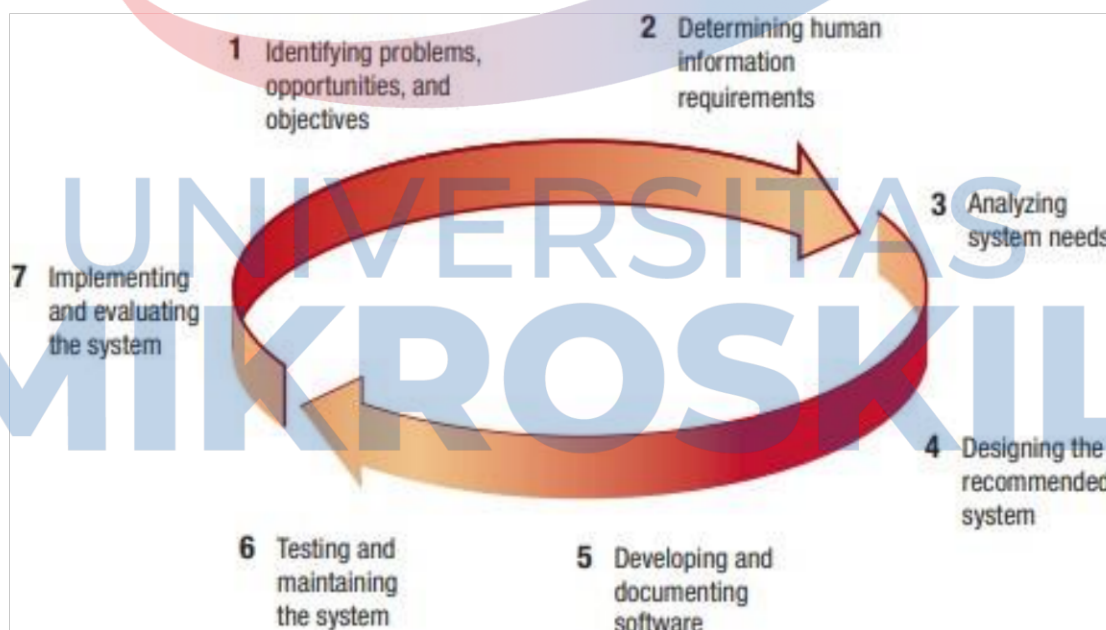 1 Identifying problems,
opportunities, and
objectives
2 Determining human
information
requirements
3 Analyzing
system needs
4 Designing the
recommended
system
5 Developing and
documenting
software
6 Testing and
maintaining
the system
7 Implementing
and evaluating
the system
UNIVERSITAS
MIKROSKIL